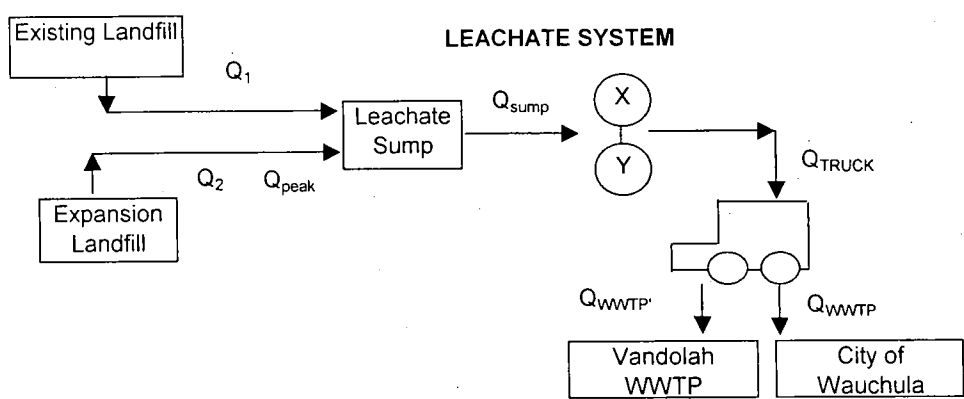 Existing Landfill
LEACHATE SYSTEM
Q1
Leachate
Sump
Qsump
X
Y
Q2 Qpeak
QTRUCK
Expansion
Landfill
QWWTP'
QWWTP
Vandolah
WWTP
City of
Wauchula